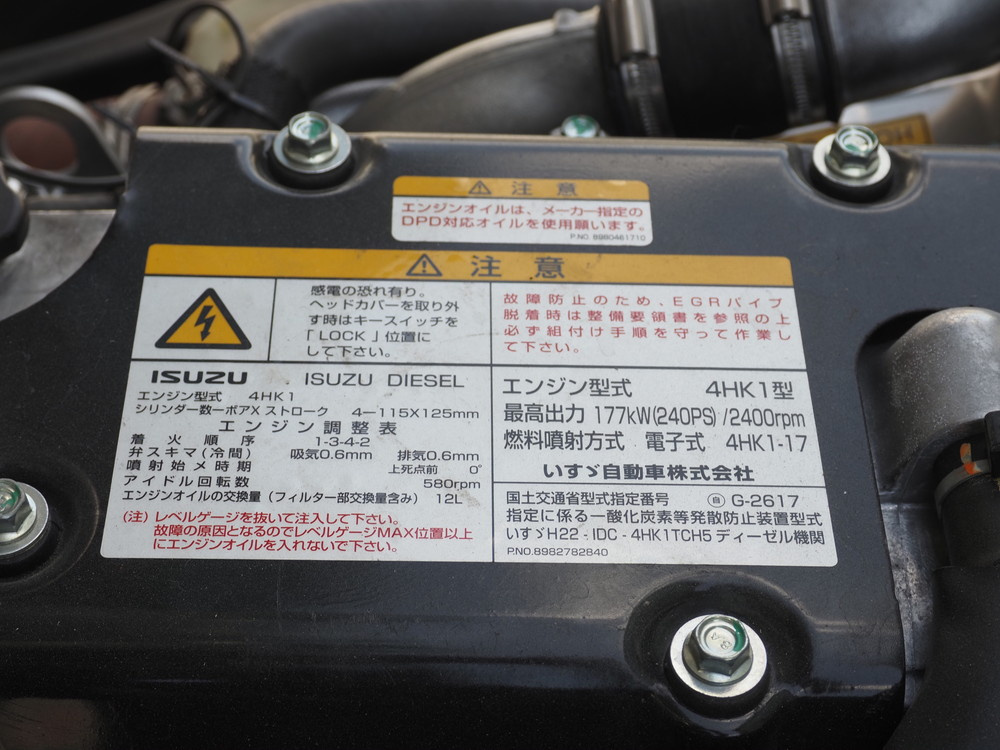 注意
エンジンオイルは、メーカー指定の
DPD対応オイルを使用願います。
P.NO 8980461710
注意
感電の恐れ有り。
ヘッドカバーを取り外
す時はキースイッチを
「LOCK」位置に
して下さい。
故障防止のため、EGRパイプ
脱着時は整備要領書を参照の上
必ず組付け手順を守って作業し
て下さい。
ISUZU . ISUZU DIESEL
エンジン型式 4HK1
シリンダー数ーボアX ストローク 4ー115X125mm
エンジン調整表
着火順序 1-3-4-2
弁スキマ(冷間) 吸気0.6mm 排気0.6mm
噴射始メ時期 上死点前 0°
アイドル回転数 580rpm
エンジンオイルの交換量(フィルター部交換量含み) 12L
(注) レベルゲージを抜いて注入して下さい。
故障の原因となるのでレベルゲージMAX位置以上
にエンジンオイルを入れないで下さい。
エンジン型式 4HK1型
最高出力 177kW(240PS)/2400rpm
燃料噴射方式 電子式 4HK1-17
いすゞ自動車株式会社
国土交通省型式指定番号 自 G-2617
指定に係る一酸化炭素等発散防止装置型式
いすゞH22-IDC-4HK1TCH5 ディーゼル機関
P.NO.8982782840